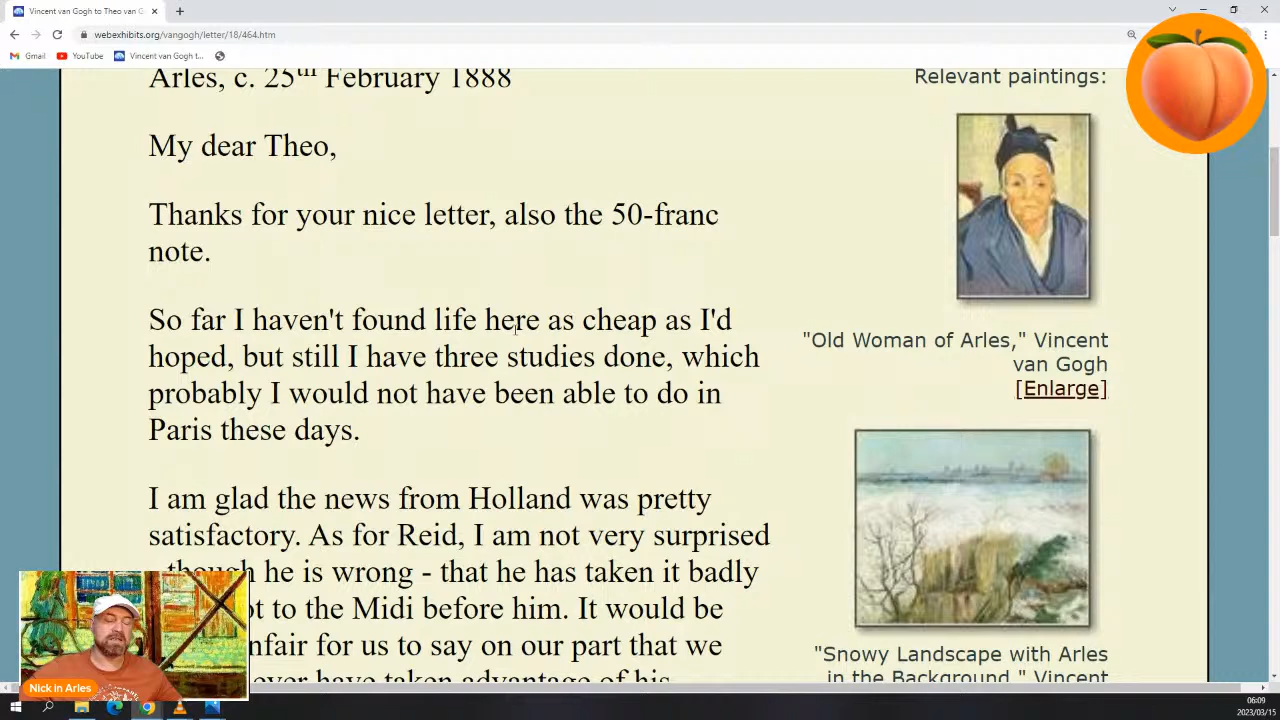 Vincent van Gogh to Theo van G
webexhibits.org/vangogh/letter/18/464.htm
Gmail
YouTube
Vincent van Gogh t...
Arles, c. 25th February 1888
My dear Theo,
Thanks for your nice letter, also the 50-franc
note.
So far I haven't found life here as cheap as I'd
hoped, but still I have three studies done, which
probably I would not have been able to do in
Paris these days.
I am glad the news from Holland was pretty
satisfactory. As for Reid, I am not very surprised
he is wrong - that he has taken it badly
to the Midi before him. It would be
for us to say on our part that we
have taken advantage of his
Relevant paintings:
"Old Woman of Arles," Vincent
van Gogh
[Enlarge]
"Snowy Landscape with Arles
in the Background," Vincent
Nick in Arles
06:09
2023/03/15